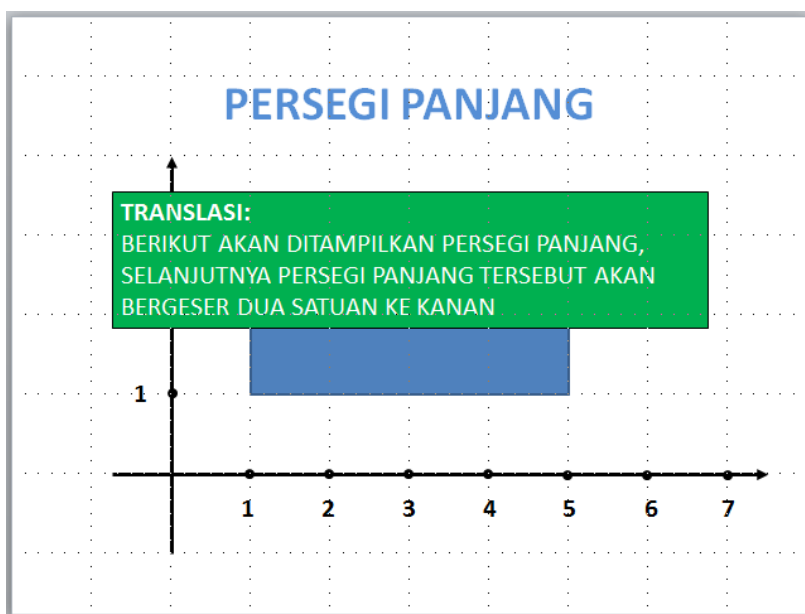 PERSEGI PANJANG
TRANSLASI:
BERIKUT AKAN DITAMPILKAN PERSEGI PANJANG,
SELANJUTNYA PERSEGI PANJANG TERSEBUT AKAN
BERGESER DUA SATUAN KE KANAN
1
1 2 3 4 5 6 7